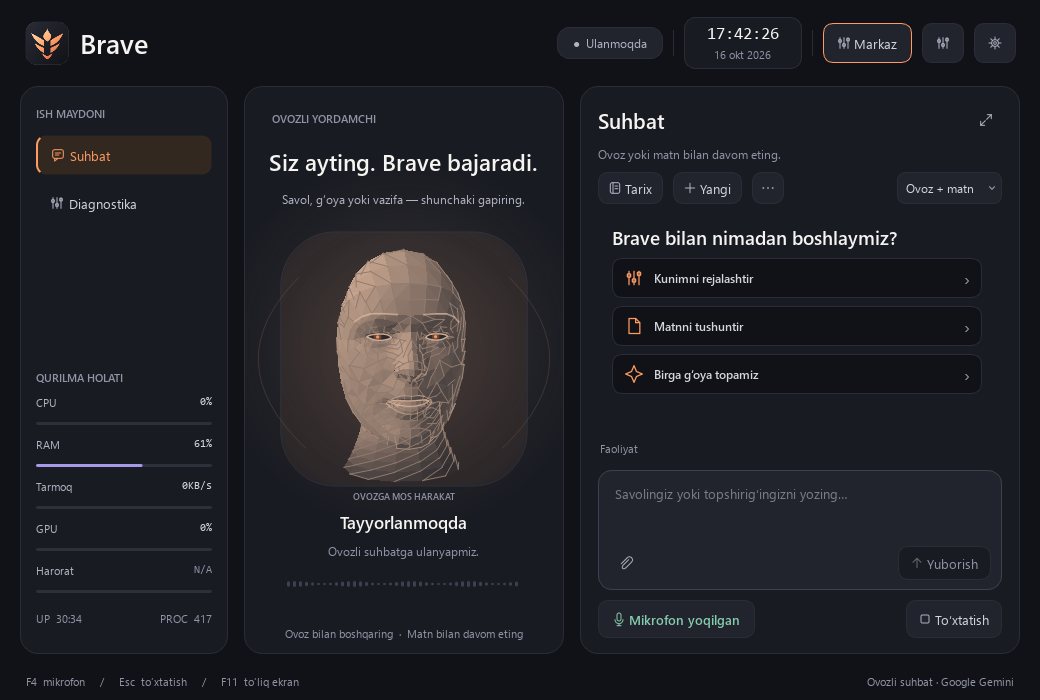 Brave
Ulanmoqda
17:42:26
16 okt 2026
Markaz
ISH MAYDONI
Suhbat
Diagnostika
QURILMA HOLATI
CPU 0%
RAM 61%
Tarmoq 0KB/s
GPU 0%
Harorat N/A
UP 30:34 PROC 417
OVOZLI YORDAMCHI
Siz ayting. Brave bajaradi.
Savol, g‘oya yoki vazifa — shunchaki gapiring.
OVOZGA MOS HARAKAT
Tayyorlanmoqda
Ovozli suhbatga ulanyapmiz.
Ovoz bilan boshqaring · Matn bilan davom eting
Suhbat
Ovoz yoki matn bilan davom eting.
Tarix
Yangi
Ovoz + matn
Brave bilan nimadan boshlaymiz?
Kunimni rejalashtir
Matnni tushuntir
Birga g‘oya topamiz
Faoliyat
Savolingiz yoki topshirig‘ingizni yozing…
Yuborish
Mikrofon yoqilgan
To‘xtatish
F4 mikrofon / Esc to‘xtatish / F11 to‘liq ekran
Ovozli suhbat · Google Gemini